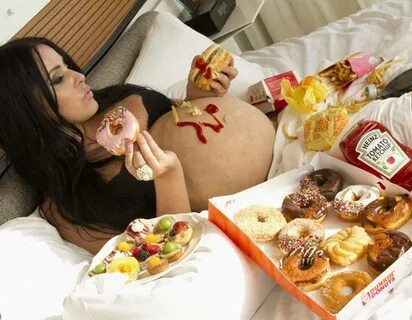 HEINZ
TOMATO
KETCHUP
DUNKIN'
DONUTS